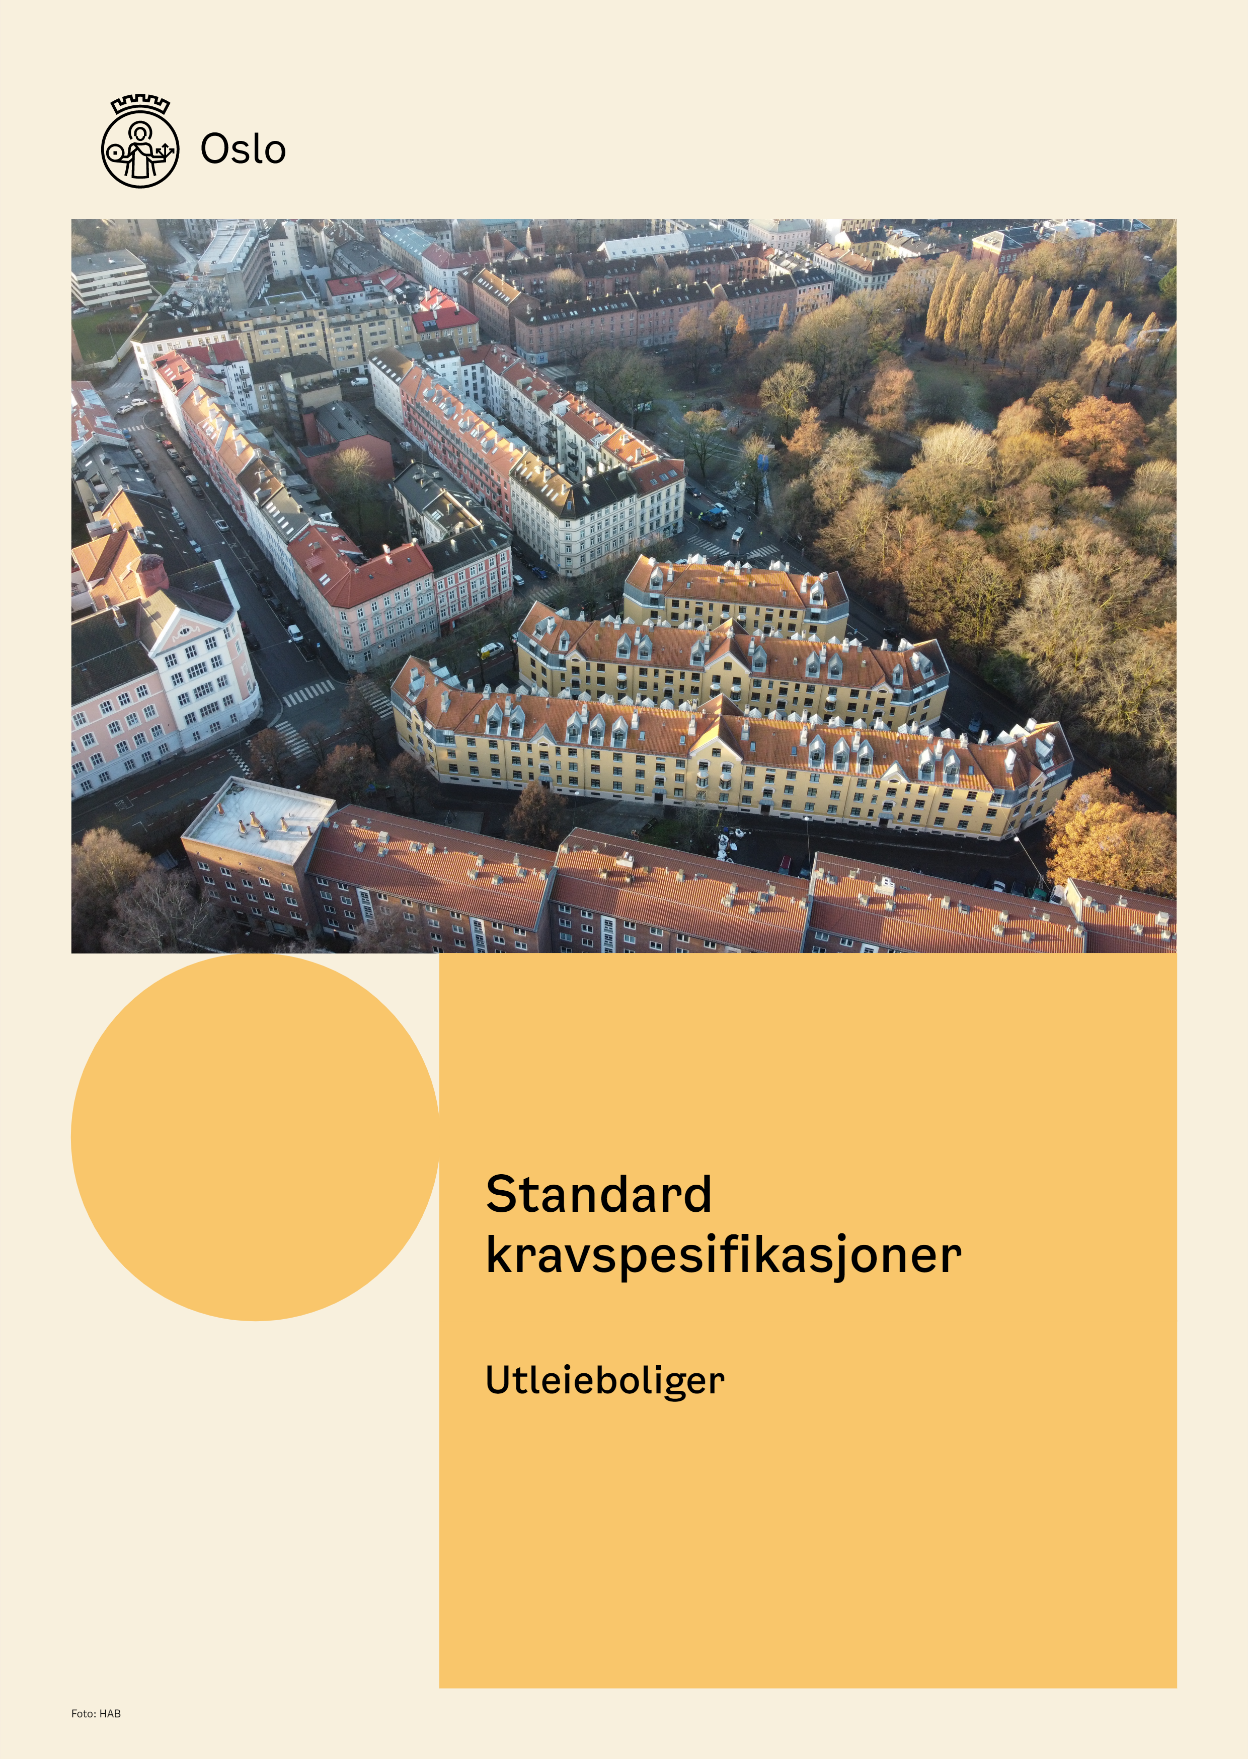 Oslo
Standard
kravspesifikasjoner
Utleieboliger
Foto: HAB